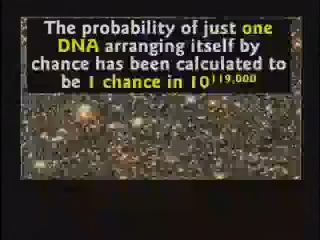 The probability of just one
DNA arranging itself by
chance has been calculated to
be 1 chance in 10¹¹⁹,⁰⁰⁰